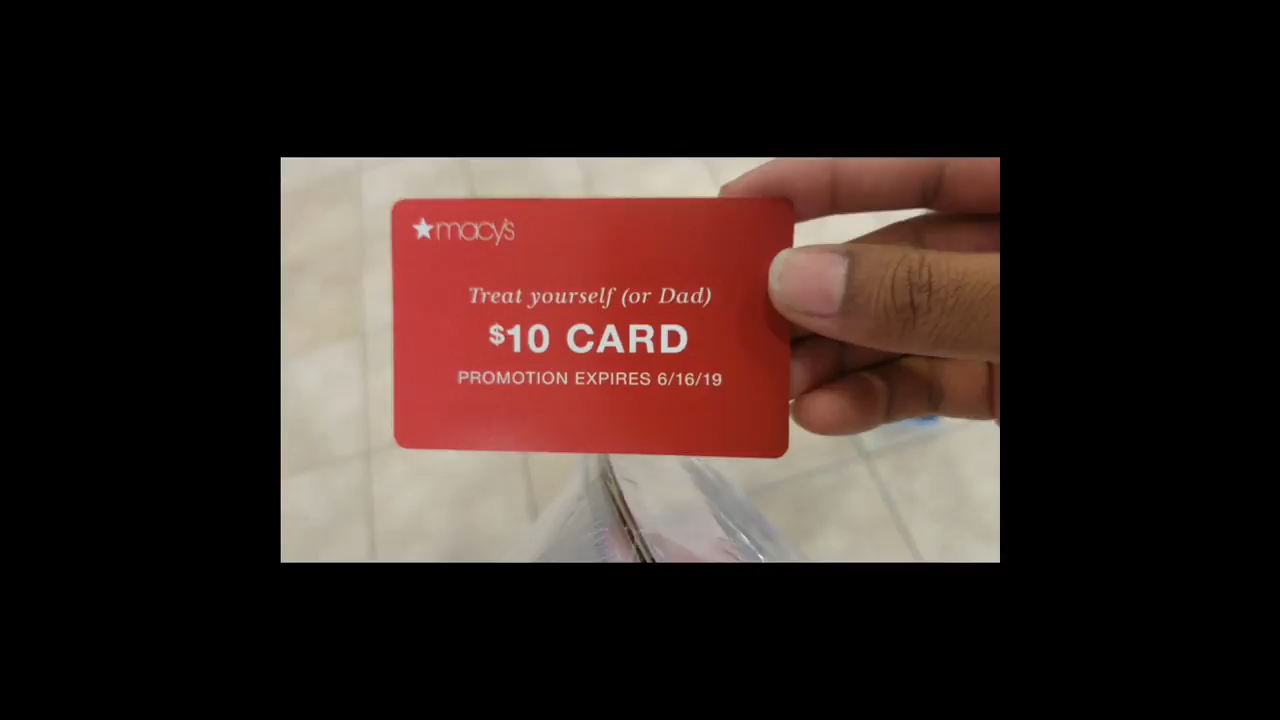 macy's
Treat yourself (or Dad)
$10 CARD
PROMOTION EXPIRES 6/16/19